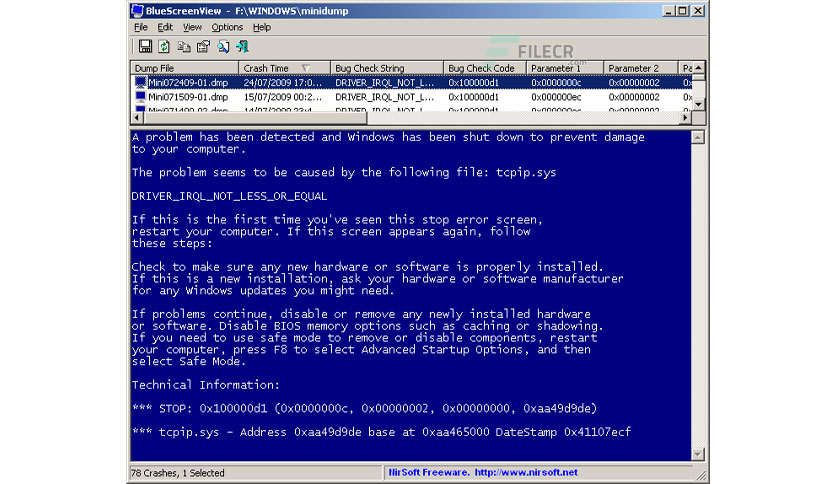 BlueScreenView - F:\WINDOWS\minidump
File Edit View Options Help
FILECR
.com
Dump File Crash Time Bug Check String Bug Check Code Parameter 1 Parameter 2 Pa
Mini072409-01.dmp 24/07/2009 17:0... DRIVER_IRQL_NOT_L... 0x100000d1 0x0000000c 0x00000002 0x
Mini071509-01.dmp 15/07/2009 00:2... DRIVER_IRQL_NOT_L... 0x100000d1 0x000000ec 0x00000002 0x
A problem has been detected and Windows has been shut down to prevent damage
to your computer.
The problem seems to be caused by the following file: tcpip.sys
DRIVER_IRQL_NOT_LESS_OR_EQUAL
If this is the first time you've seen this stop error screen,
restart your computer. If this screen appears again, follow
these steps:
Check to make sure any new hardware or software is properly installed.
If this is a new installation, ask your hardware or software manufacturer
for any Windows updates you might need.
If problems continue, disable or remove any newly installed hardware
or software. Disable BIOS memory options such as caching or shadowing.
If you need to use safe mode to remove or disable components, restart
your computer, press F8 to select Advanced Startup Options, and then
select Safe Mode.
Technical Information:
*** STOP: 0x100000d1 (0x0000000c, 0x00000002, 0x00000000, 0xaa49d9de)
*** tcpip.sys - Address 0xaa49d9de base at 0xaa465000 DateStamp 0x41107ecf
78 Crashes, 1 Selected
NirSoft Freeware. http://www.nirsoft.net